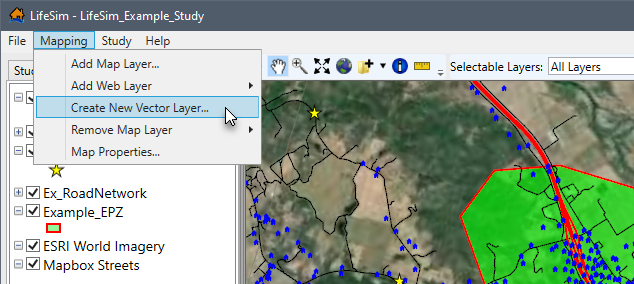 LifeSim - LifeSim_Example_Study
File Mapping Study Help
Add Map Layer...
Selectable Layers: All Layers
Add Web Layer
Create New Vector Layer...
Remove Map Layer
Map Properties...
Ex_RoadNetwork
Example_EPZ
ESRI World Imagery
Mapbox Streets